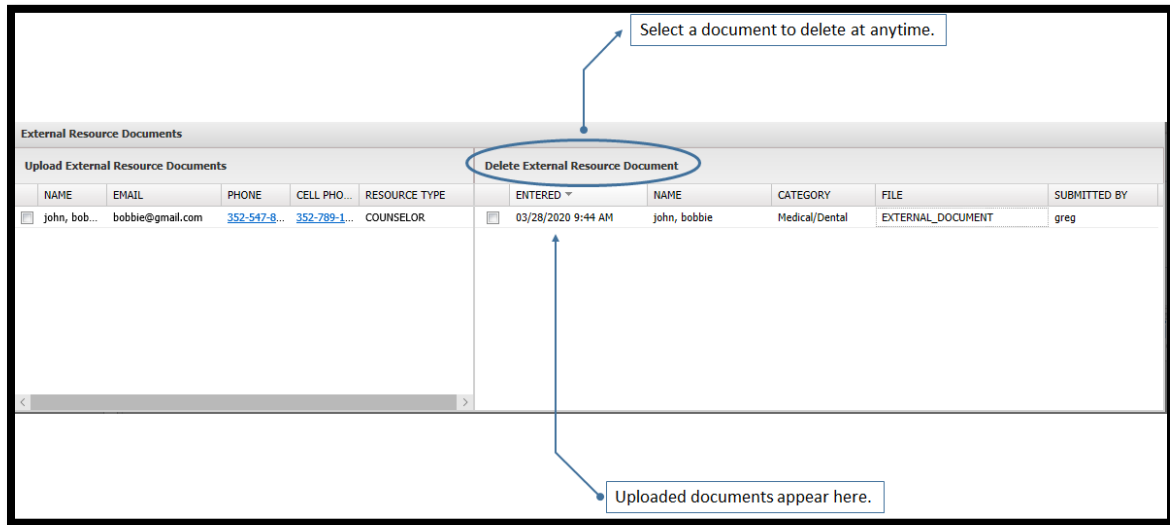 Select a document to delete at anytime.
External Resource Documents
Upload External Resource Documents
Delete External Resource Document
NAME EMAIL PHONE CELL PHO... RESOURCE TYPE
ENTERED NAME CATEGORY FILE SUBMITTED BY
john, bob... bobbie@gmail.com 352-547-8... 352-789-1... COUNSELOR
03/28/2020 9:44 AM john, bobbie Medical/Dental EXTERNAL_DOCUMENT greg
Uploaded documents appear here.